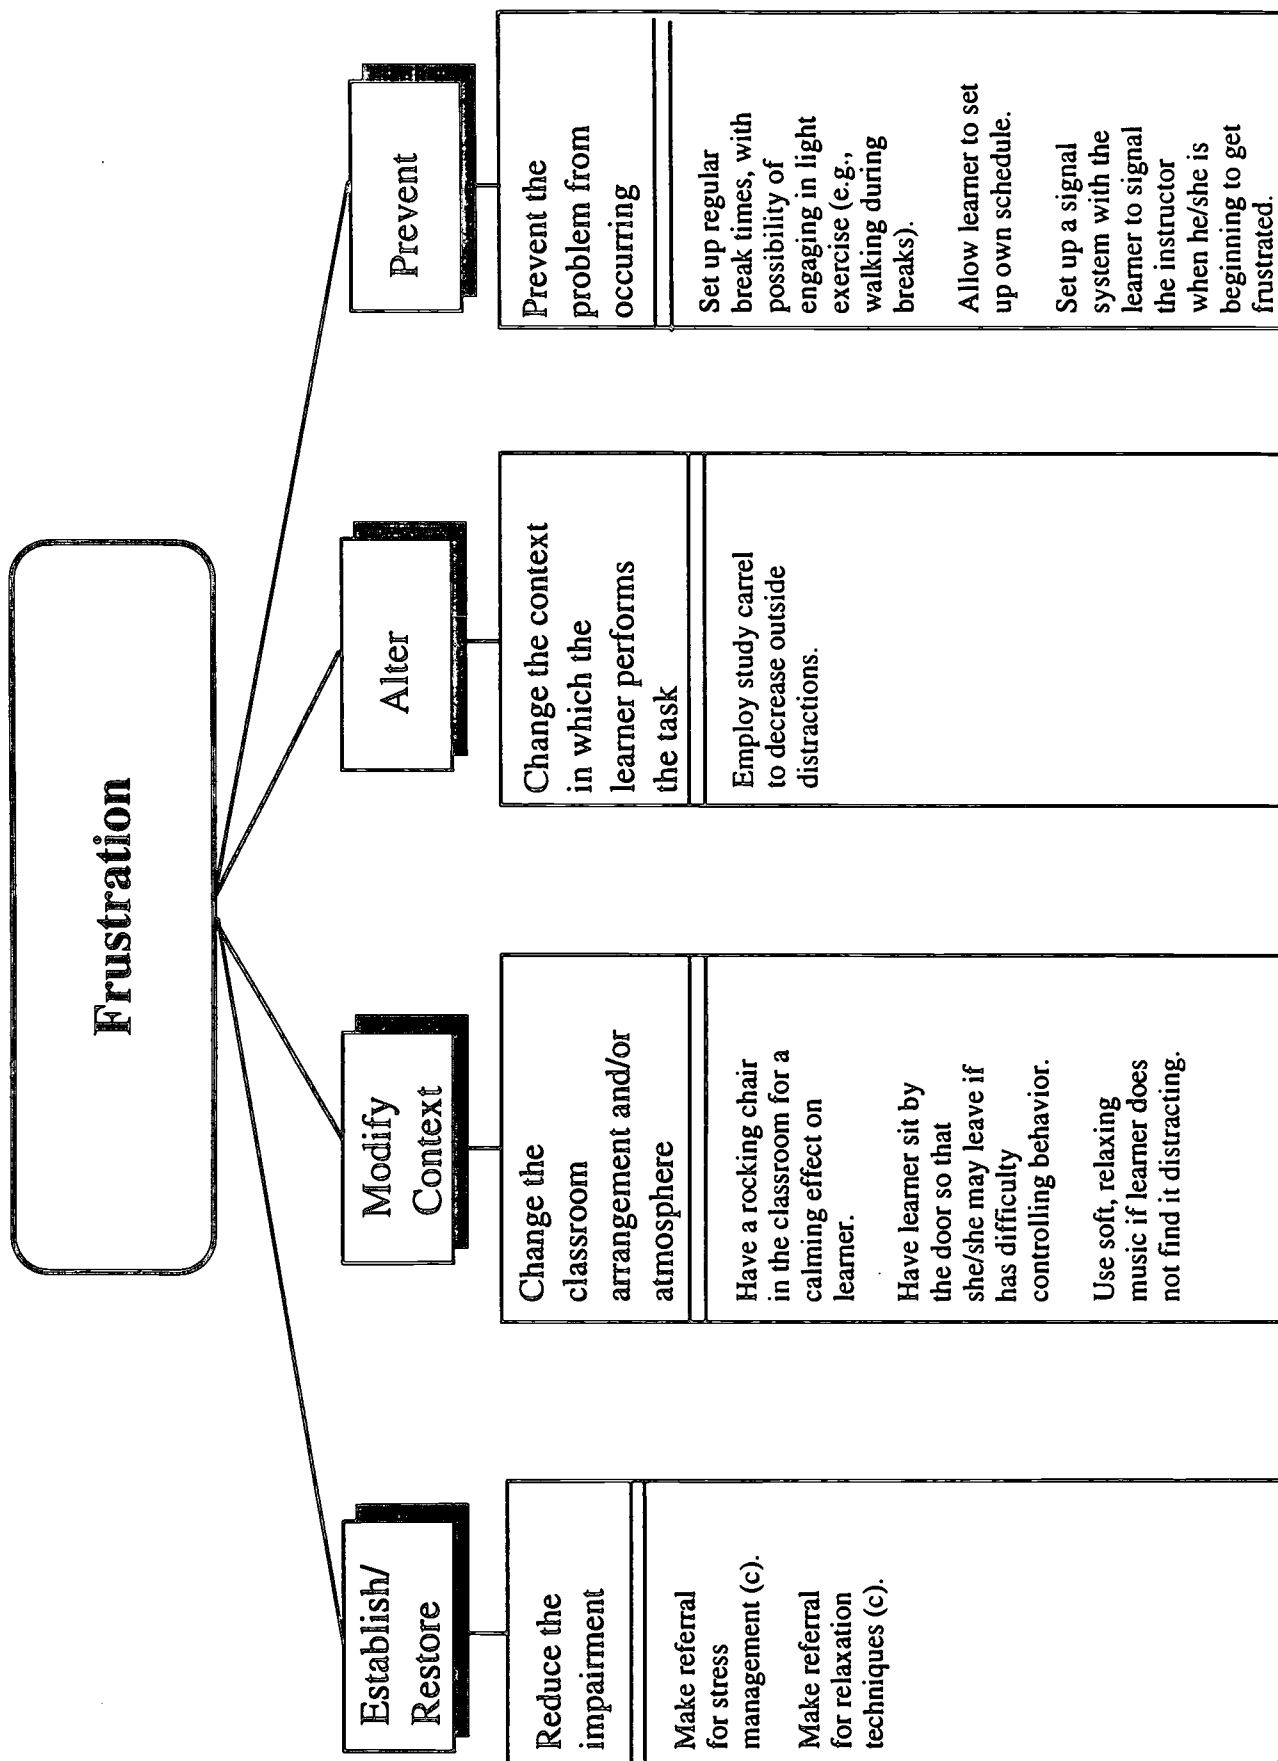 Frustration
Establish/
Restore
Reduce the
impairment
Make referral
for stress
management (c).
Make referral
for relaxation
techniques (c).
Modify
Context
Change the
classroom
arrangement and/or
atmosphere
Have a rocking chair
in the classroom for a
calming effect on
learner.
Have learner sit by
the door so that
she/she may leave if
has difficulty
controlling behavior.
Use soft, relaxing
music if learner does
not find it distracting.
Alter
Change the context
in which the
learner performs
the task
Employ study carrel
to decrease outside
distractions.
Prevent
Prevent the
problem from
occurring
Set up regular
break times, with
possibility of
engaging in light
exercise (e.g.,
walking during
breaks).
Allow learner to set
up own schedule.
Set up a signal
system with the
learner to signal
the instructor
when he/she is
beginning to get
frustrated.